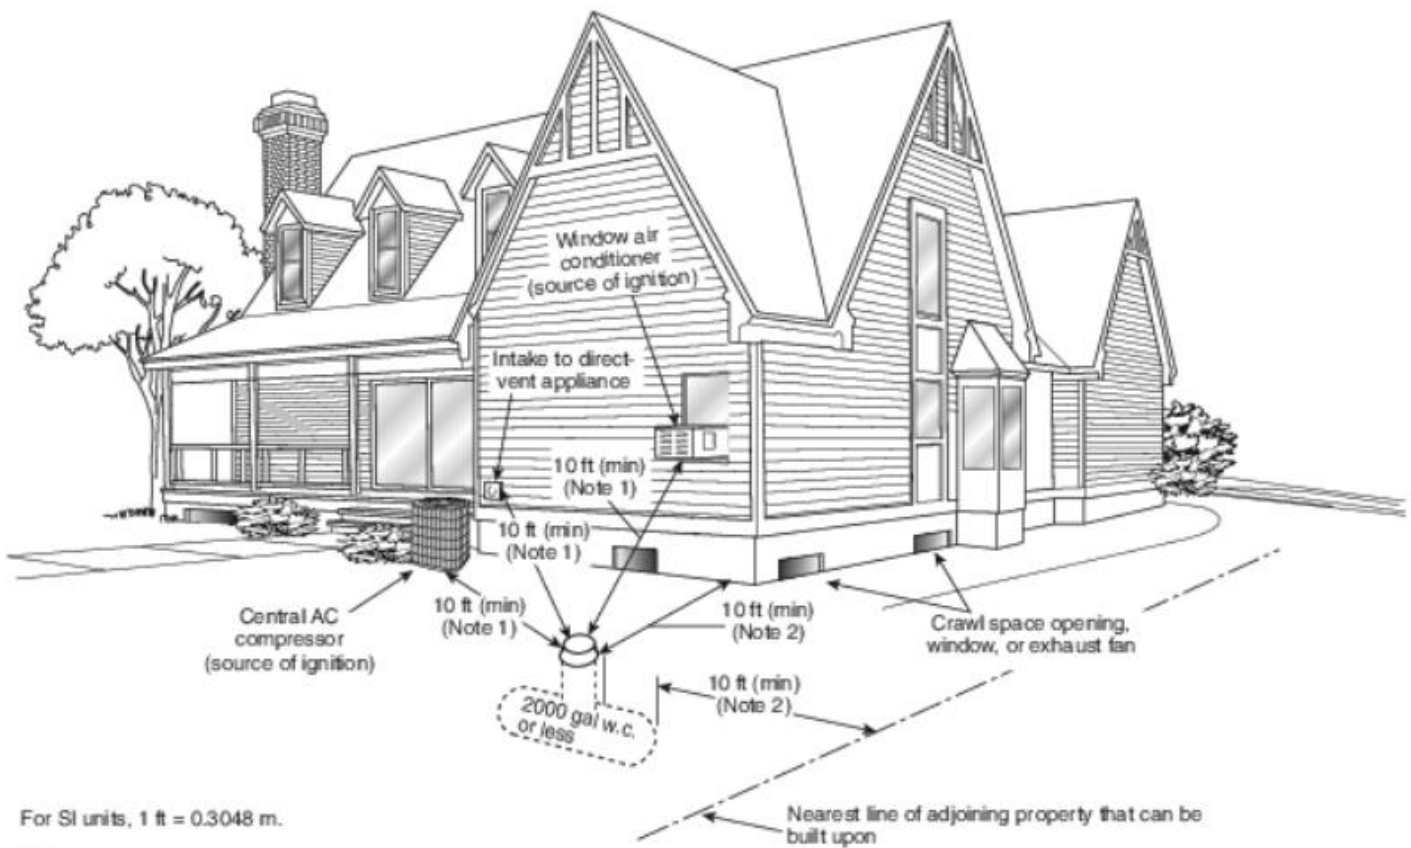 Window air
conditioner
(source of ignition)
Intake to direct-
vent appliance
10 ft (min)
(Note 1)
10 ft (min)
(Note 1)
10 ft (min)
(Note 1)
10 ft (min)
(Note 2)
Central AC
compressor
(source of ignition)
Crawl space opening,
window, or exhaust fan
10 ft (min)
(Note 2)
2000 gal w.c.
or less
For SI units, 1 ft = 0.3048 m.
Nearest line of adjoining property that can be
built upon